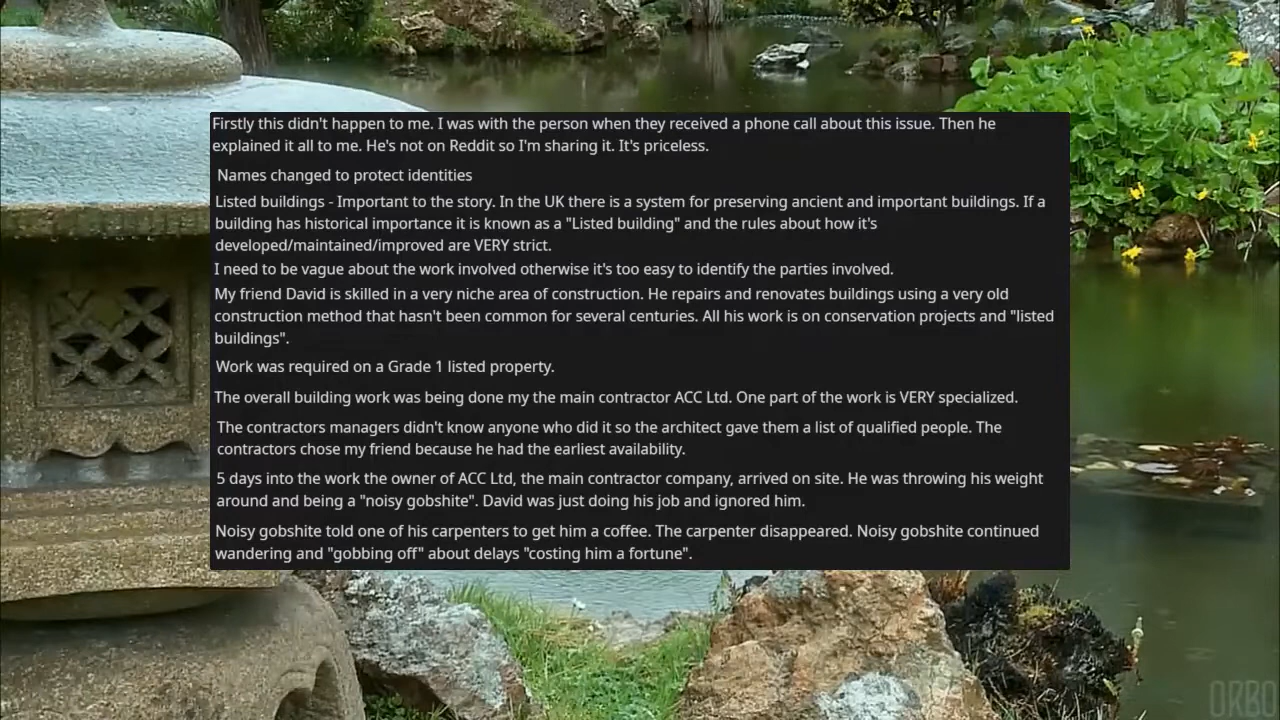 Firstly this didn't happen to me. I was with the person when they received a phone call about this issue. Then he
explained it all to me. He's not on Reddit so I'm sharing it. It's priceless.
Names changed to protect identities
Listed buildings - Important to the story. In the UK there is a system for preserving ancient and important buildings. If a
building has historical importance it is known as a "Listed building" and the rules about how it's
developed/maintained/improved are VERY strict.
I need to be vague about the work involved otherwise it's too easy to identify the parties involved.
My friend David is skilled in a very niche area of construction. He repairs and renovates buildings using a very old
construction method that hasn't been common for several centuries. All his work is on conservation projects and "listed
buildings".
Work was required on a Grade 1 listed property.
The overall building work was being done my the main contractor ACC Ltd. One part of the work is VERY specialized.
The contractors managers didn't know anyone who did it so the architect gave them a list of qualified people. The
contractors chose my friend because he had the earliest availability.
5 days into the work the owner of ACC Ltd, the main contractor company, arrived on site. He was throwing his weight
around and being a "noisy gobshite". David was just doing his job and ignored him.
Noisy gobshite told one of his carpenters to get him a coffee. The carpenter disappeared. Noisy gobshite continued
wandering and "gobbing off" about delays "costing him a fortune".
ORBO